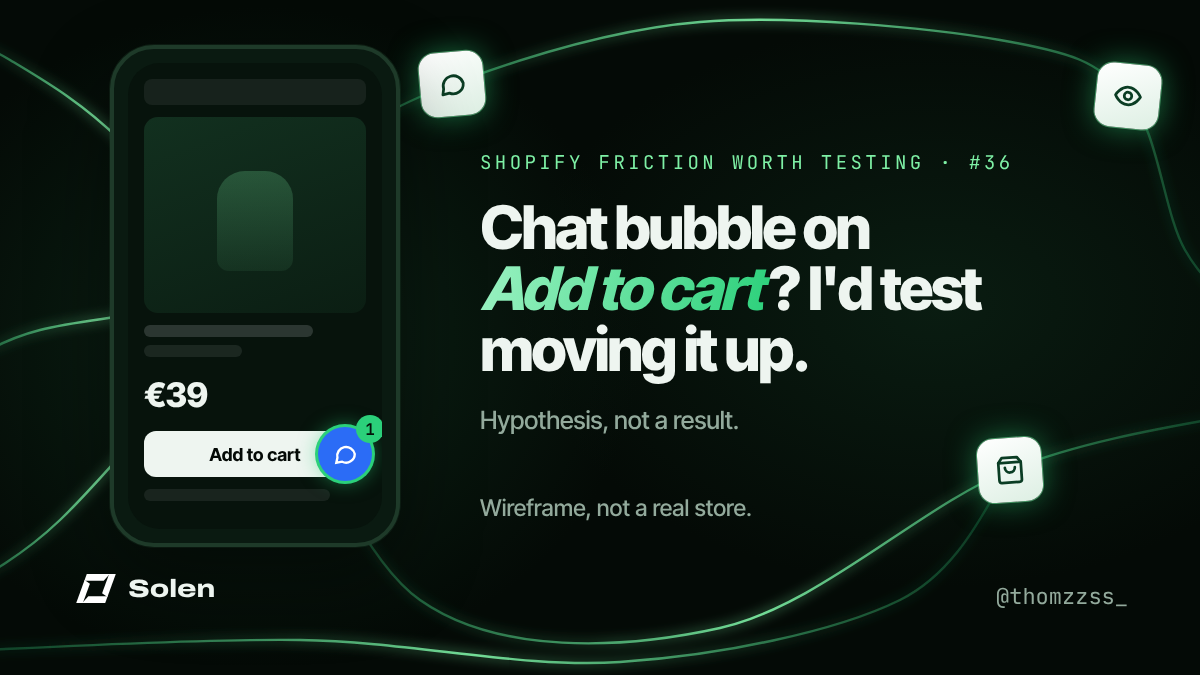 SHOPIFY FRICTION WORTH TESTING · #36
Chat bubble on
Add to cart? I'd test
moving it up.
Hypothesis, not a result.
Wireframe, not a real store.
€39
Add to cart
1
Solen
@thomzzss_